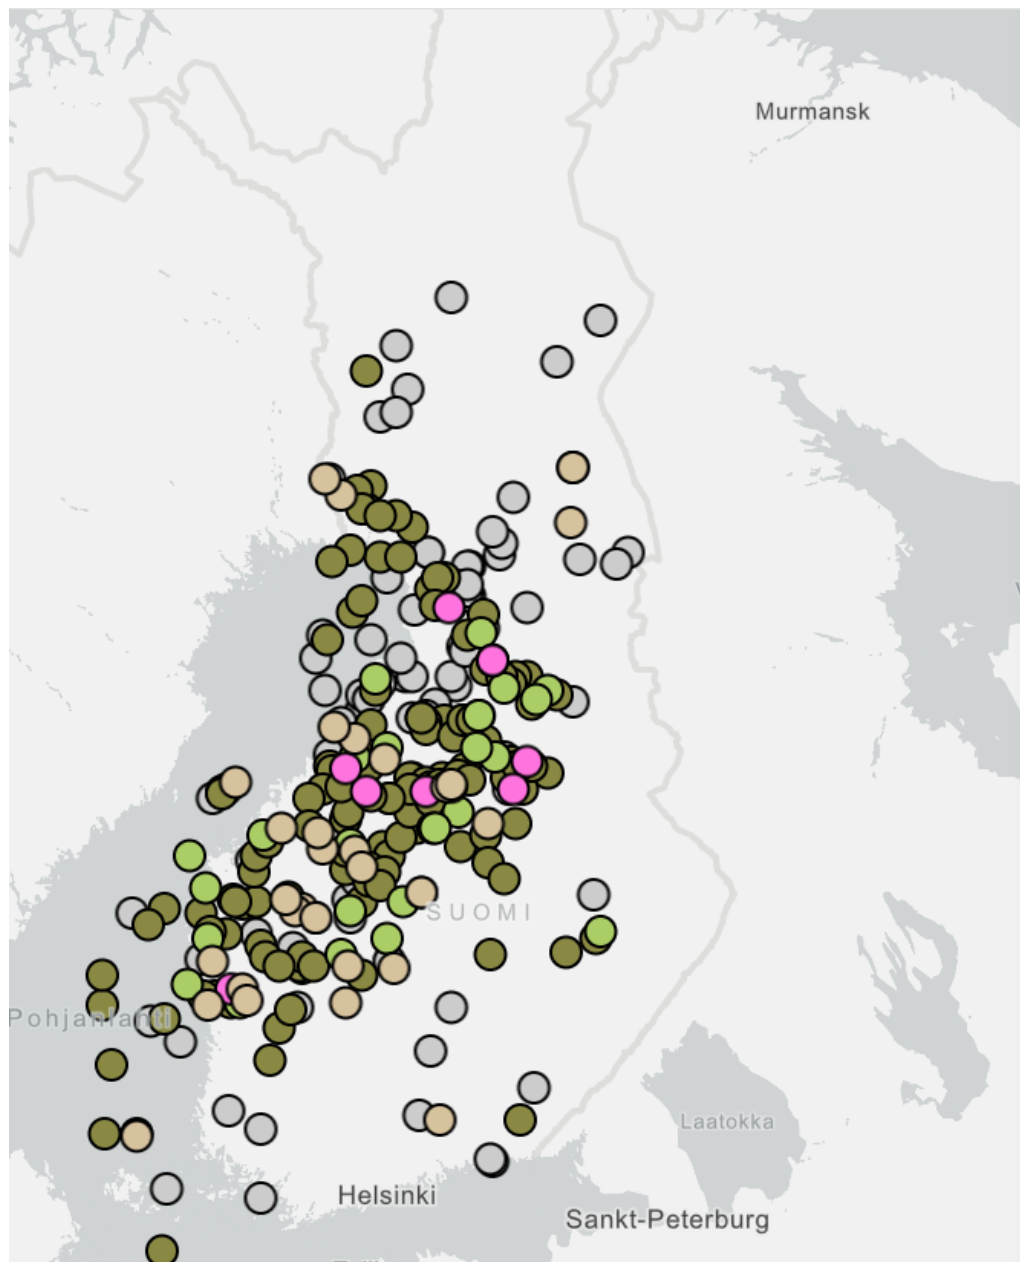 Murmansk
SUOMI
Pohjanlahti
Laatokka
Helsinki
Sankt-Peterburg